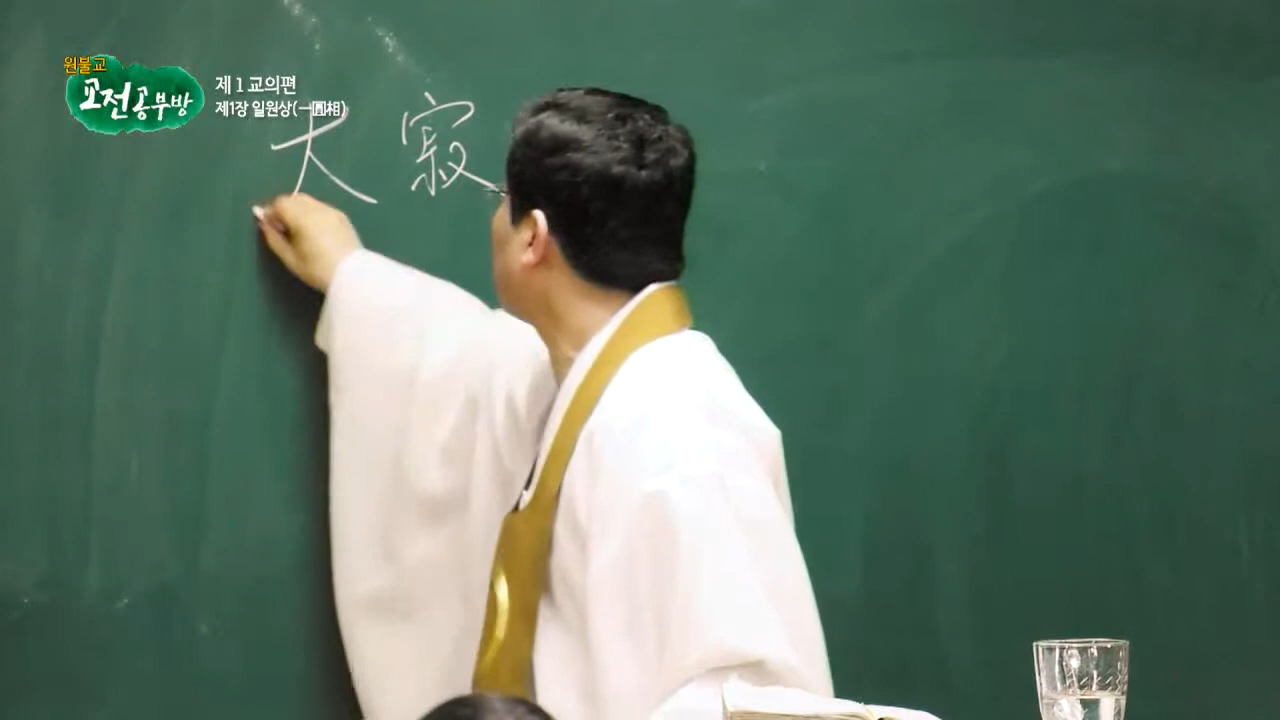 원불교
교전공부방
제 1 교의편
제1장 일원상(一圓相)
大 寂